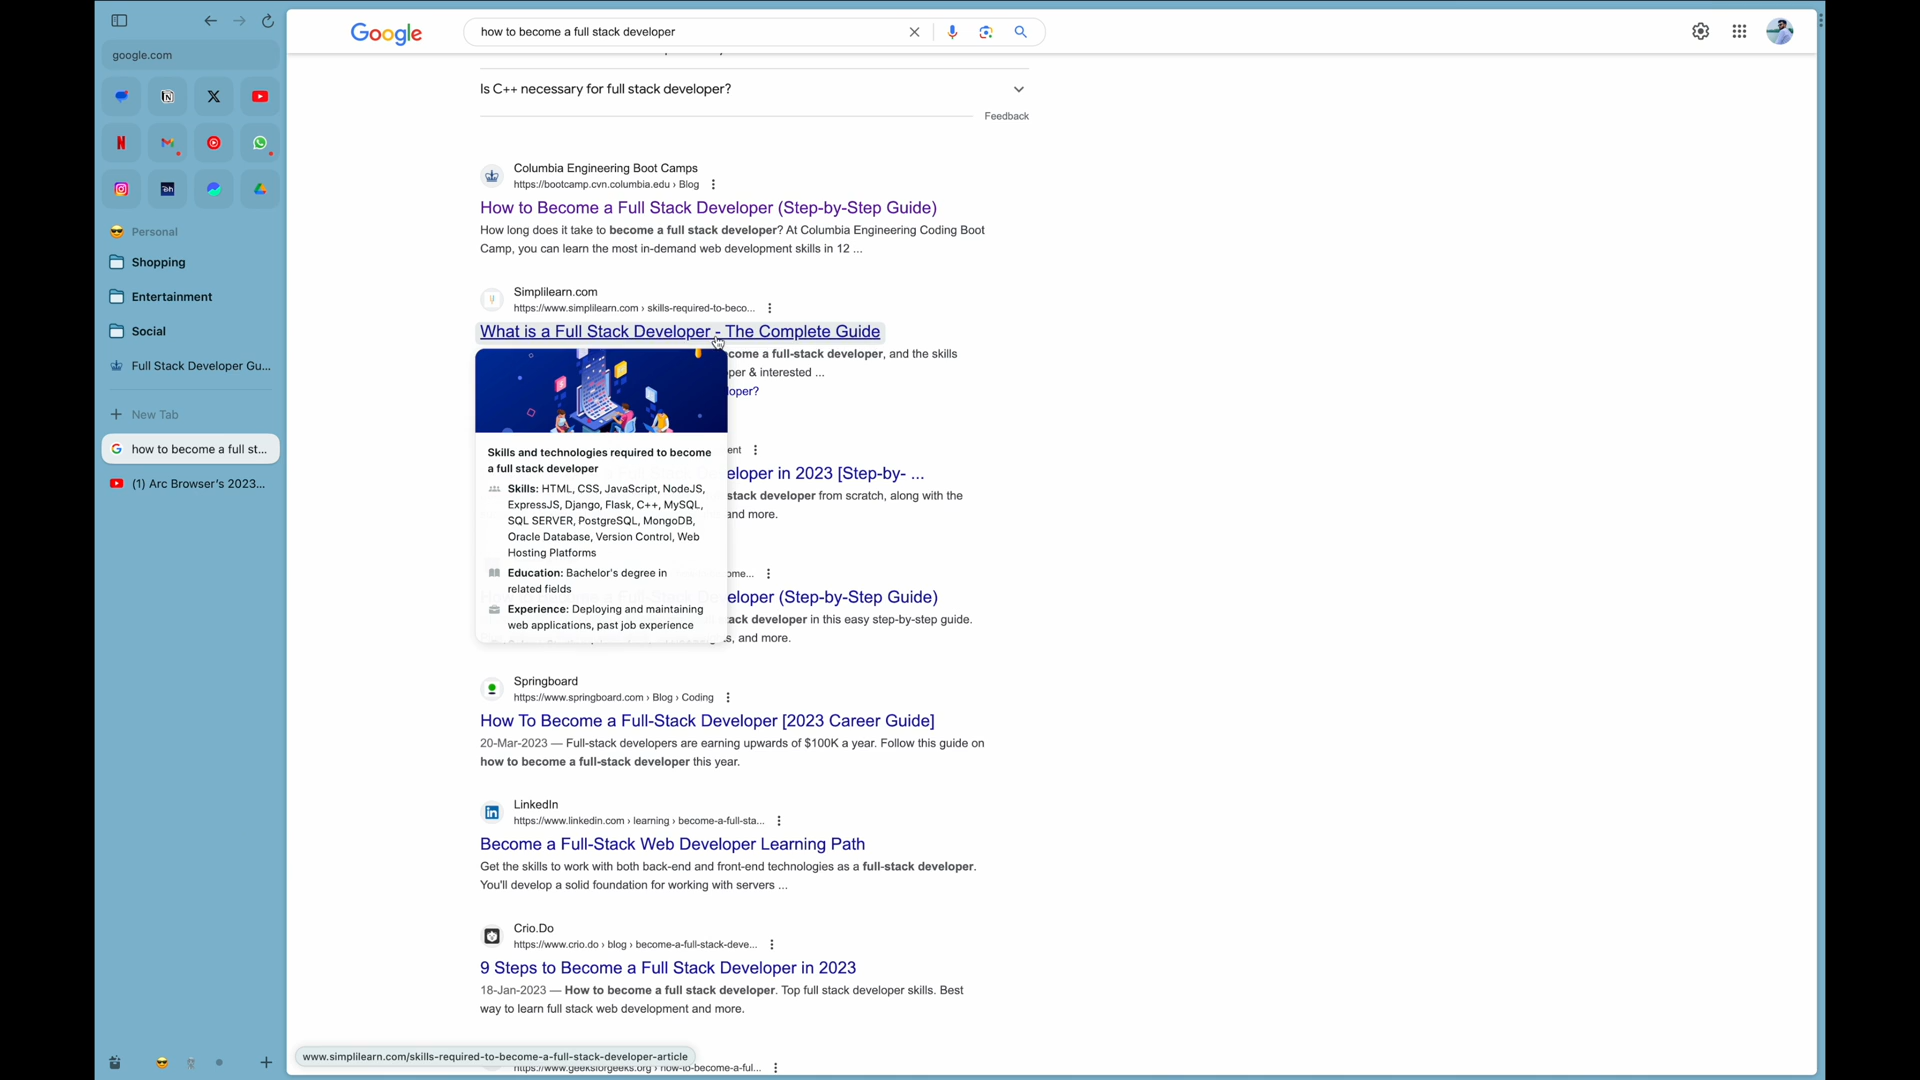 google.com
Personal
Shopping
Entertainment
Social
Full Stack Developer Gu...
New Tab
how to become a full st...
(1) Arc Browser's 2023...
Google
how to become a full stack developer
Is C++ necessary for full stack developer?
Feedback
Columbia Engineering Boot Camps
https://bootcamp.cvn.columbia.edu › Blog
How to Become a Full Stack Developer (Step-by-Step Guide)
How long does it take to become a full stack developer? At Columbia Engineering Coding Boot
Camp, you can learn the most in-demand web development skills in 12 ...
Simplilearn.com
https://www.simplilearn.com › skills-required-to-beco...
What is a Full Stack Developer - The Complete Guide
come a full-stack developer, and the skills
per & interested ...
loper?
Skills and technologies required to become
a full stack developer
Skills: HTML, CSS, JavaScript, NodeJS,
ExpressJS, Django, Flask, C++, MySQL,
SQL SERVER, PostgreSQL, MongoDB,
Oracle Database, Version Control, Web
Hosting Platforms
Education: Bachelor's degree in
related fields
Experience: Deploying and maintaining
web applications, past job experience
ent
eloper in 2023 [Step-by- ...
stack developer from scratch, along with the
and more.
ome...
eloper (Step-by-Step Guide)
tack developer in this easy step-by-step guide.
s, and more.
Springboard
https://www.springboard.com › Blog › Coding
How To Become a Full-Stack Developer [2023 Career Guide]
20-Mar-2023 — Full-stack developers are earning upwards of $100K a year. Follow this guide on
how to become a full-stack developer this year.
LinkedIn
https://www.linkedin.com › learning › become-a-full-sta...
Become a Full-Stack Web Developer Learning Path
Get the skills to work with both back-end and front-end technologies as a full-stack developer.
You'll develop a solid foundation for working with servers ...
Crio.Do
https://www.crio.do › blog › become-a-full-stack-deve...
9 Steps to Become a Full Stack Developer in 2023
18-Jan-2023 — How to become a full stack developer. Top full stack developer skills. Best
way to learn full stack web development and more.
www.simplilearn.com/skills-required-to-become-a-full-stack-developer-article
https://www.geeksforgeeks.org › how-to-become-a-ful...